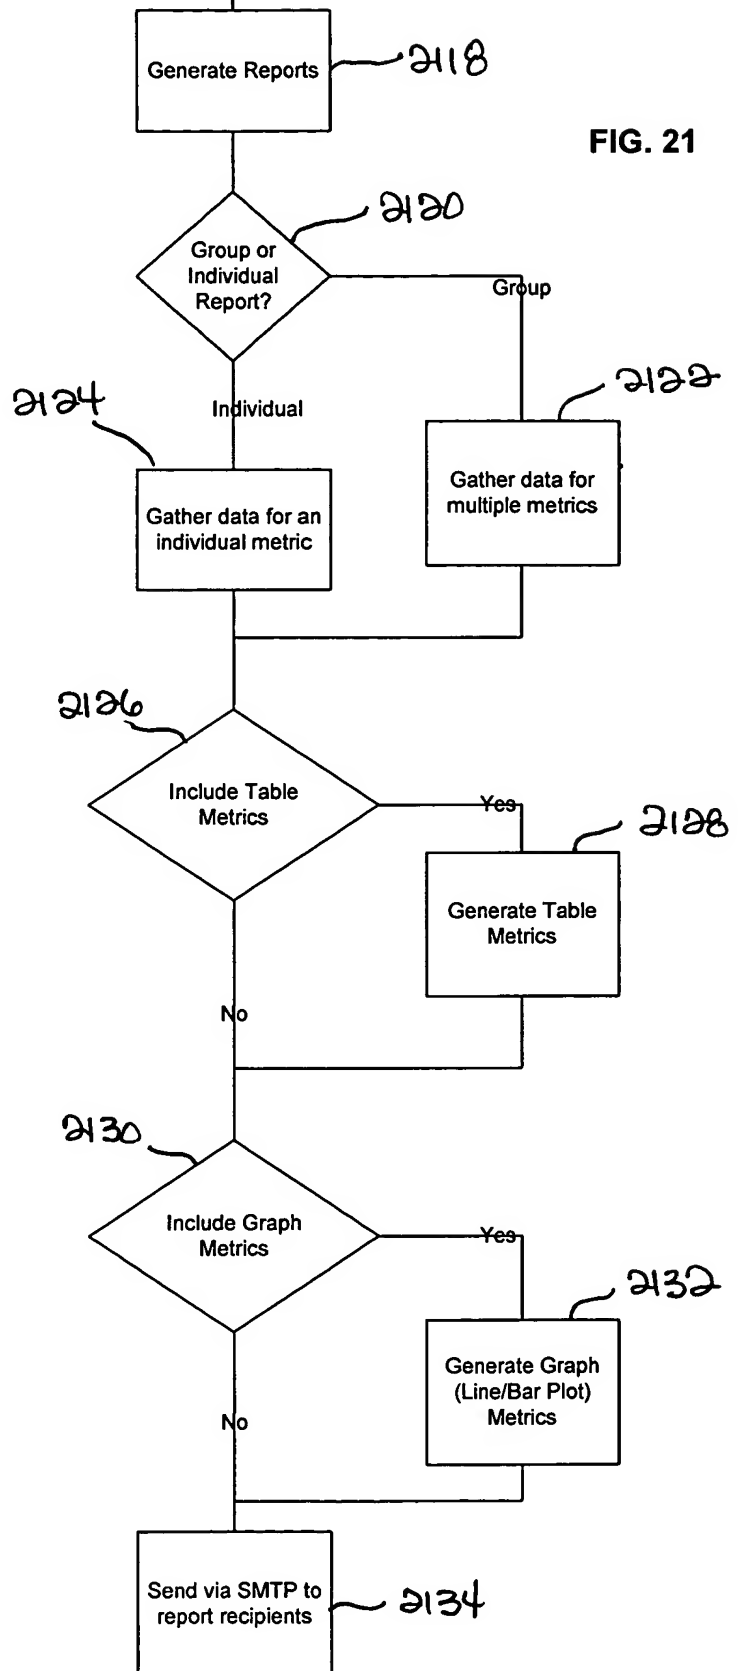 Generate Reports
2118
FIG. 21
2120
Group or
Individual
Report?
Group
2122
2124
Individual
Gather data for
multiple metrics
Gather data for an
individual metric
2126
Include Table
Metrics
Yes
2128
Generate Table
Metrics
No
2130
Include Graph
Metrics
Yes
2132
Generate Graph
(Line/Bar Plot)
Metrics
No
Send via SMTP to
report recipients
2134